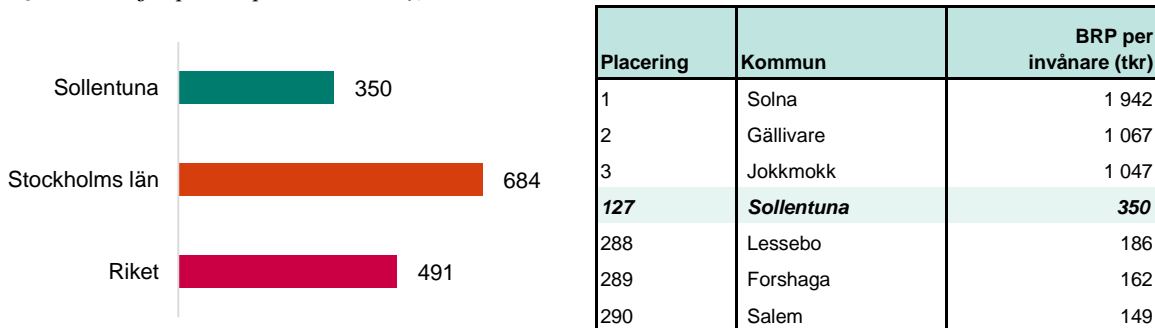 Sollentuna 350
Stockholms län 684
Riket 491
Placering Kommun BRP per invånare (tkr)
1 Solna 1 942
2 Gällivare 1 067
3 Jokkmokk 1 047
127 Sollentuna 350
288 Lessebo 186
289 Forshaga 162
290 Salem 149